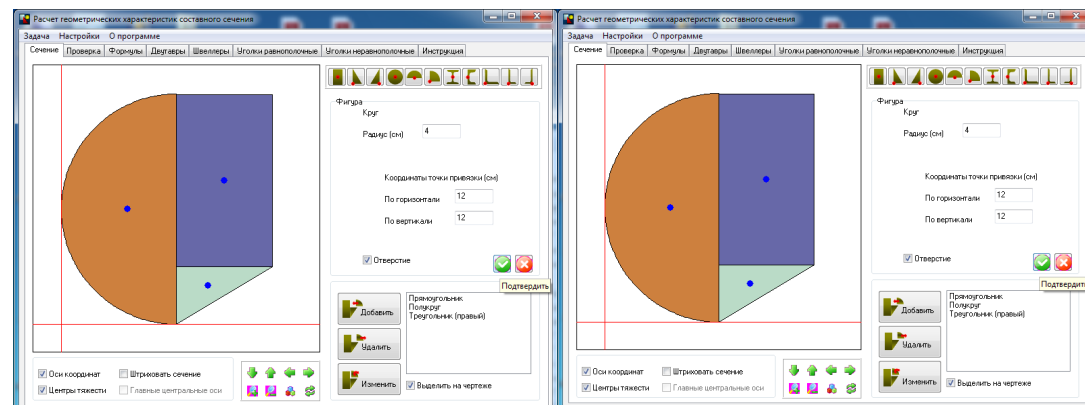 Расчет геометрических характеристик составного сечения
Задача Настройки О программе
Сечение Проверка Формулы Двутавры Швеллеры Уголки равнополочные Уголки неравнополочные Инструкция
Фигура
Круг
Радиус (см) 4
Координаты точки привязки (см)
По горизонтали 12
По вертикали 12
Отверстие
Подтвердить
Добавить
Удалить
Изменить
Прямоугольник
Полукруг
Треугольник (правый)
Выделить на чертеже
Оси координат Штриховать сечение
Центры тяжести Главные центральные оси
Расчет геометрических характеристик составного сечения
Задача Настройки О программе
Сечение Проверка Формулы Двутавры Швеллеры Уголки равнополочные Уголки неравнополочные Инструкция
Фигура
Круг
Радиус (см) 4
Координаты точки привязки (см)
По горизонтали 12
По вертикали 12
Отверстие
Подтвердит
Добавить
Удалить
Изменить
Прямоугольник
Полукруг
Треугольник (правый)
Выделить на чертеже
Оси координат Штриховать сечение
Центры тяжести Главные центральные оси